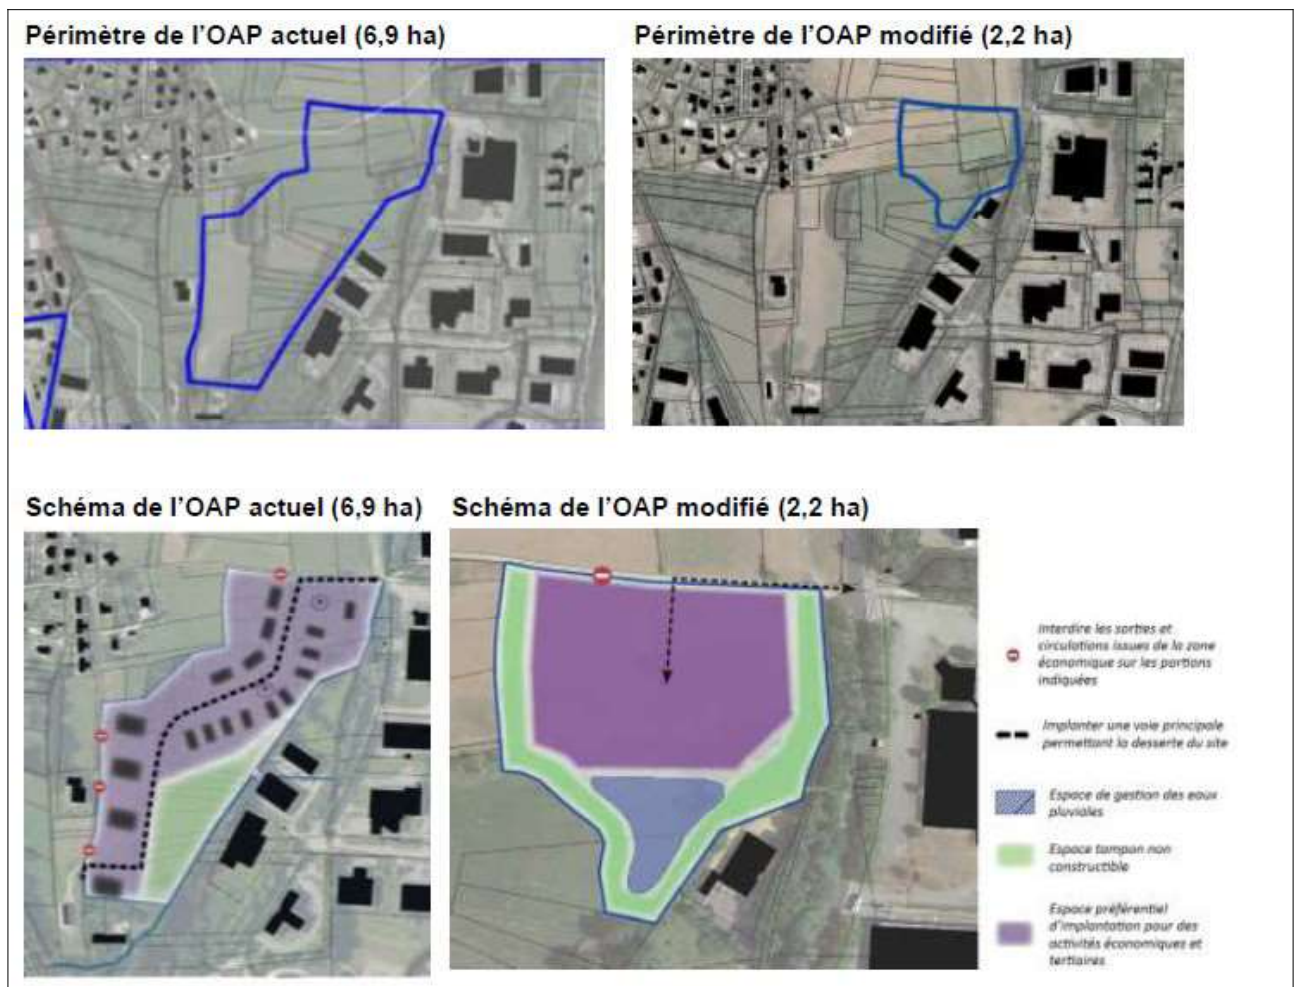 Périmètre de l'OAP actuel (6,9 ha)
Périmètre de l'OAP modifié (2,2 ha)
Schéma de l'OAP actuel (6,9 ha)
Schéma de l'OAP modifié (2,2 ha)
Interdire les sorties et
circulations issues de la zone
économique sur les portions
indiquées
Implanter une voie principale
permettant la desserte du site
Espace de gestion des eaux
pluviales
Espace tampon non
constructible
Espace préférentiel
d'implantation pour des
activités économiques et
tertiaires